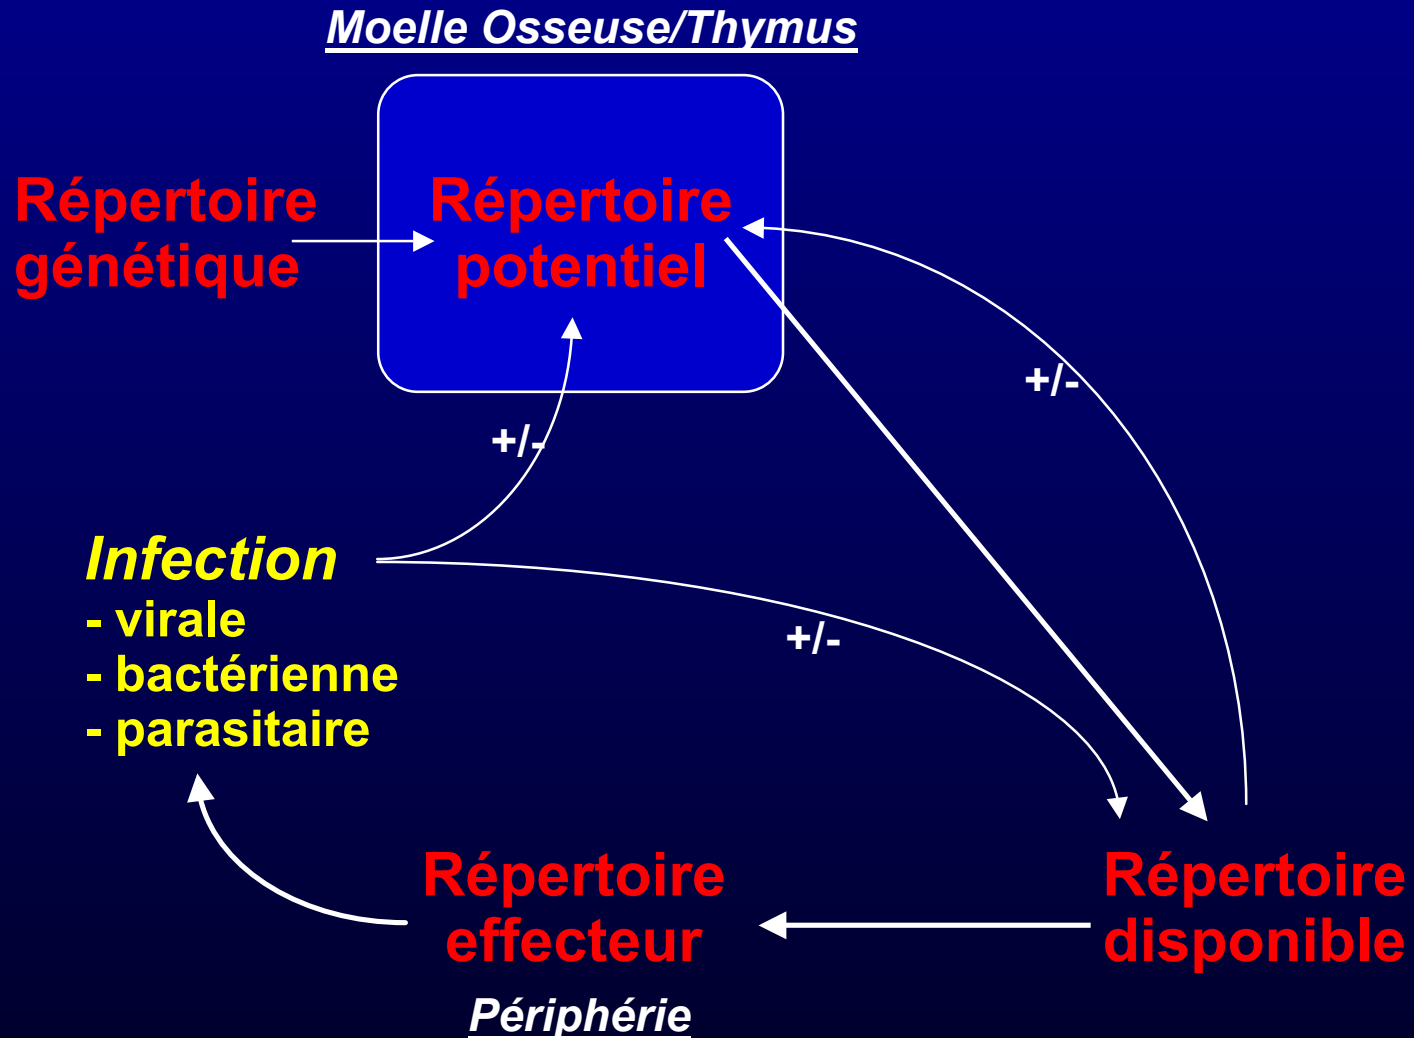 Moelle Osseuse/Thymus
Répertoire
génétique
Répertoire
potentiel
+/-
+/-
Infection
- virale
- bactérienne
- parasitaire
+/-
Répertoire
effecteur
Répertoire
disponible
Périphérie